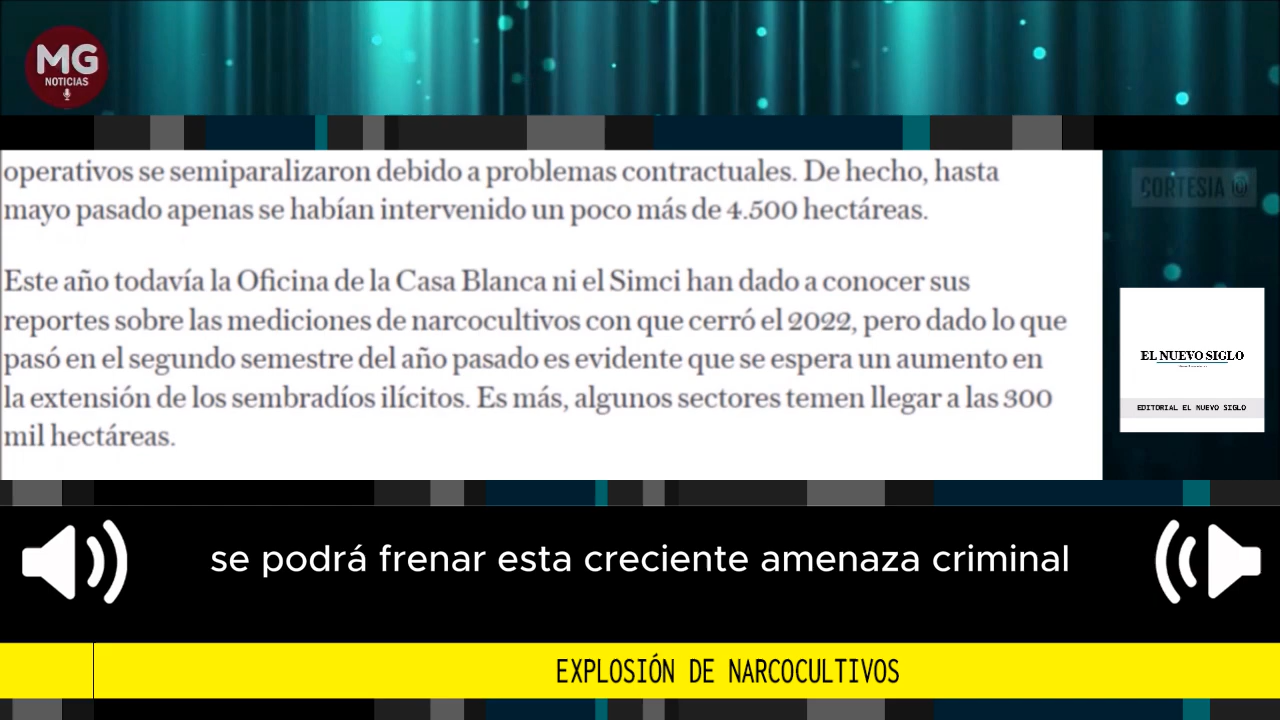 MG
NOTICIAS
operativos se semiparalizaron debido a problemas contractuales. De hecho, hasta
mayo pasado apenas se habían intervenido un poco más de 4.500 hectáreas.
Este año todavía la Oficina de la Casa Blanca ni el Simci han dado a conocer sus
reportes sobre las mediciones de narcocultivos con que cerró el 2022, pero dado lo que
pasó en el segundo semestre del año pasado es evidente que se espera un aumento en
la extensión de los sembradíos ilícitos. Es más, algunos sectores temen llegar a las 300
mil hectáreas.
CORTESIA @
EL NUEVO SIGLO
EDITORIAL EL NUEVO SIGLO
se podrá frenar esta creciente amenaza criminal
EXPLOSIÓN DE NARCOCULTIVOS